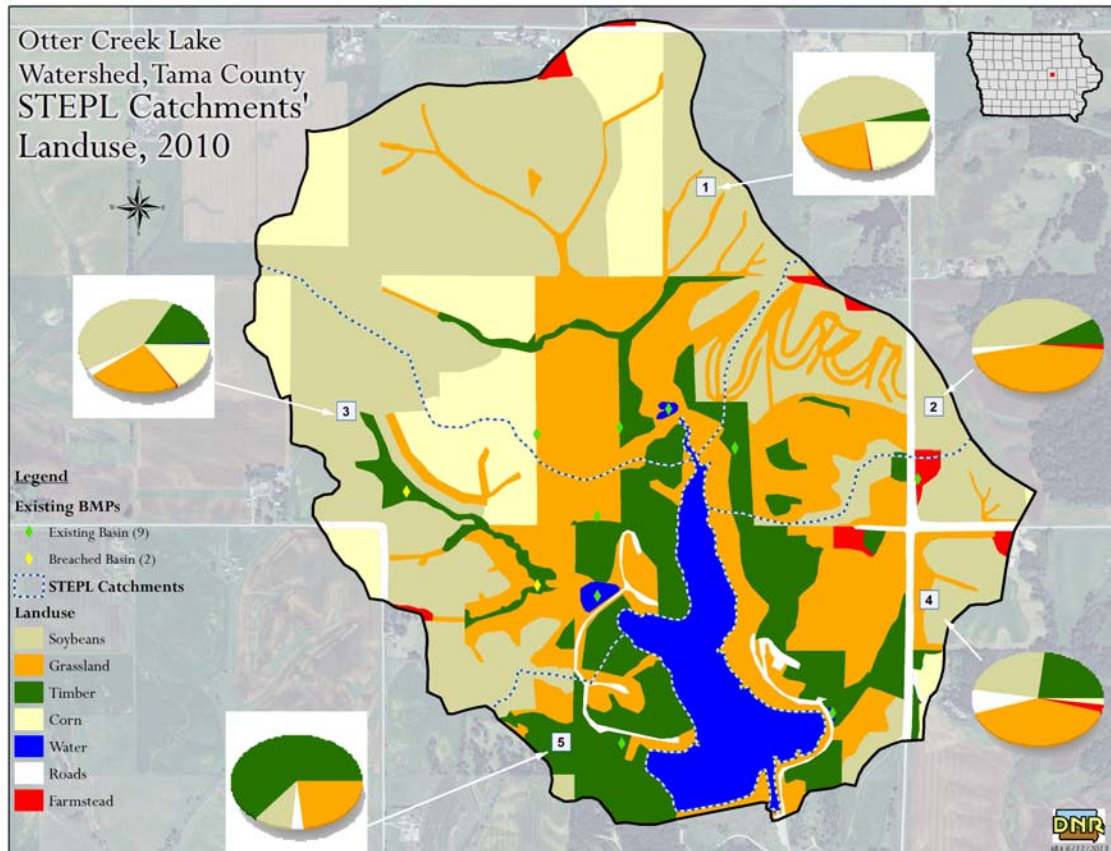 Otter Creek Lake
Watershed, Tama County
STEPL Catchments'
Landuse, 2010
1
2
3
4
5
Legend
Existing BMPs
Existing Basin (9)
Breached Basin (2)
STEPL Catchments
Landuse
Soybeans
Grassland
Timber
Corn
Water
Roads
Farmstead
DNR